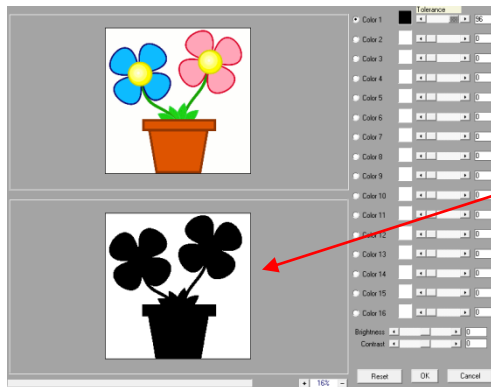 Tolerance
Color 1 96
Color 2 0
Color 3 0
Color 4 0
Color 5 0
Color 6 0
Color 7 0
Color 8 0
Color 9 0
Color 10 0
Color 11 0
Color 12 0
Color 13 0
Color 14 0
Color 15 0
Color 16 0
Brightness 0
Contrast 0
Reset OK Cancel
+ 16% -